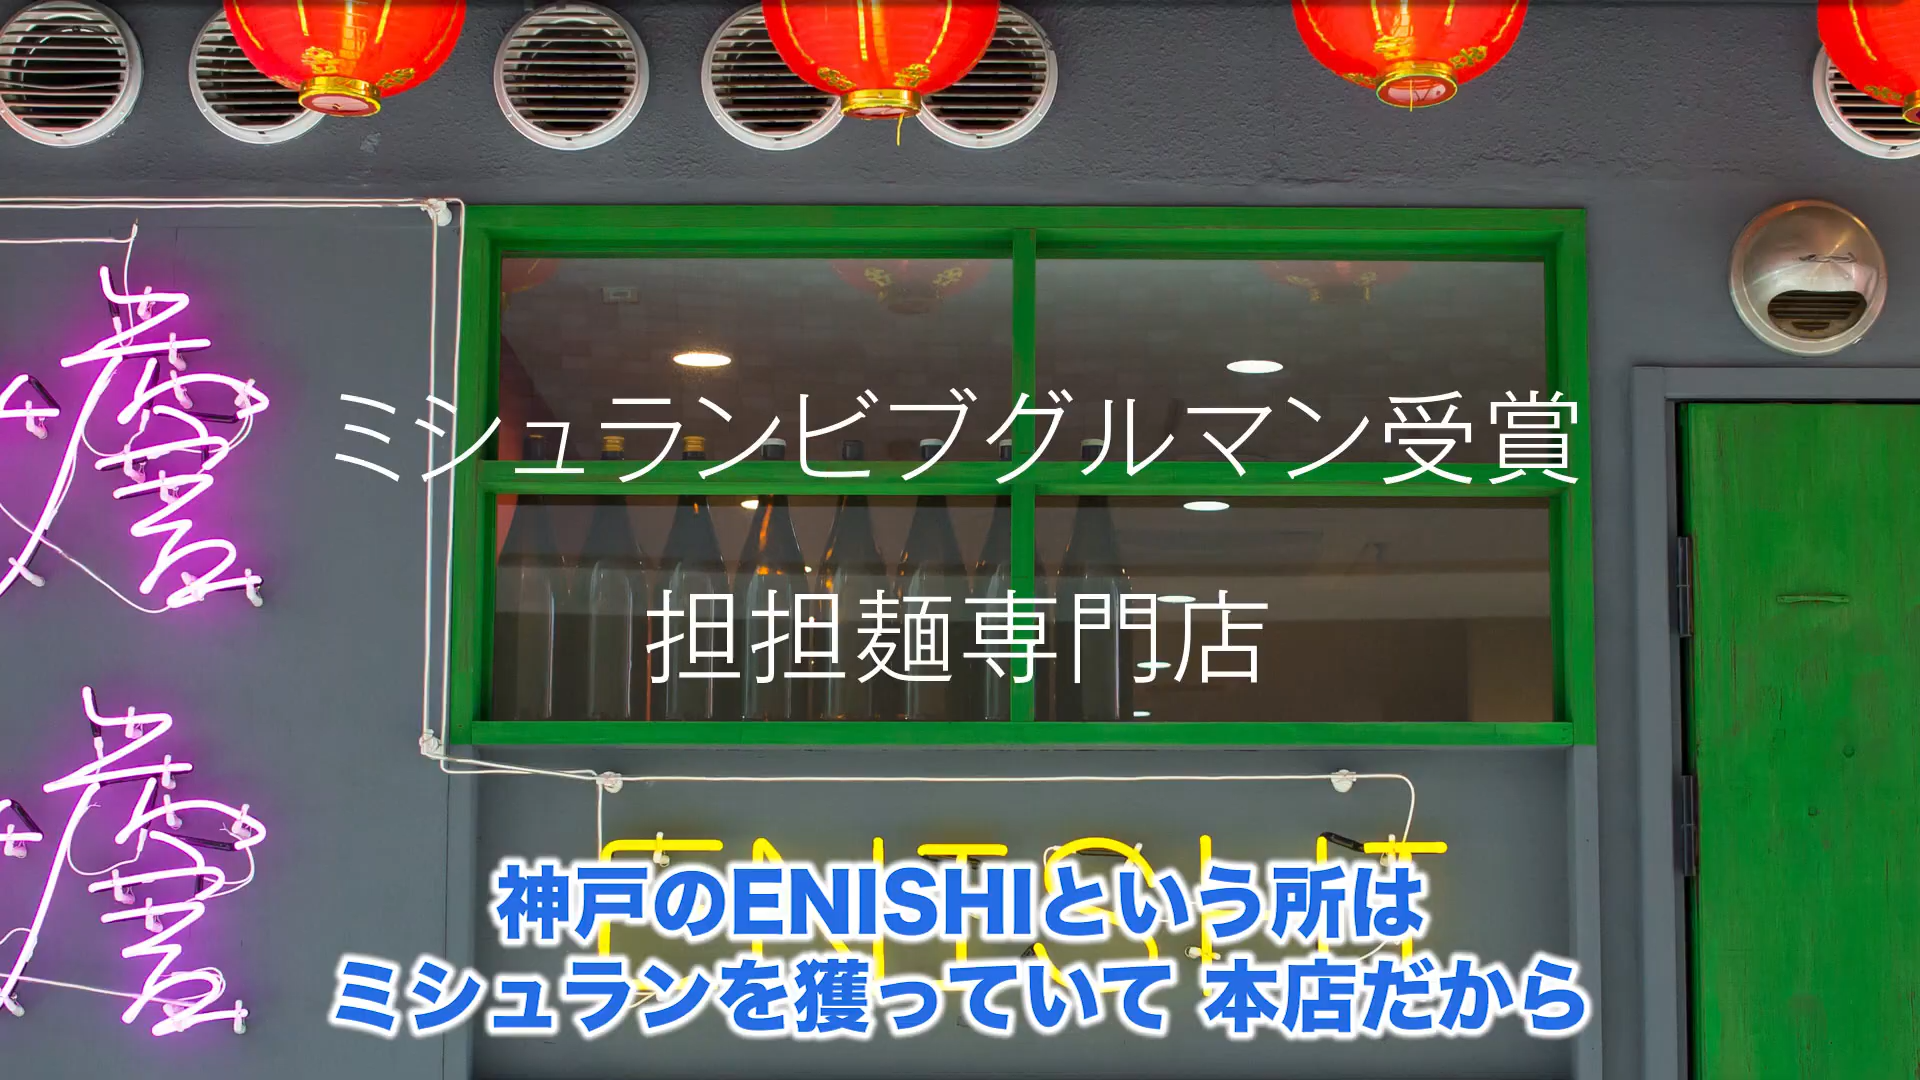 擔
擔
ミシュランビブグルマン受賞
担担麺専門店
ENISHI
神戸のENISHIという所は
ミシュランを獲っていて 本店だから